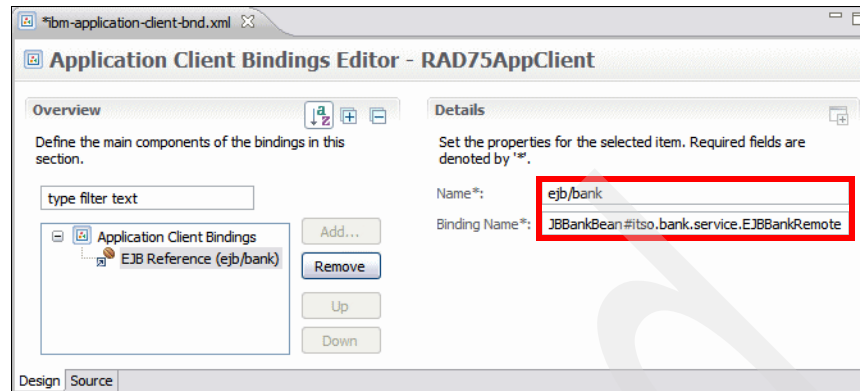 *ibm-application-client-bnd.xml
Application Client Bindings Editor - RAD75AppClient
Overview
Define the main components of the bindings in this
section.
type filter text
Application Client Bindings
EJB Reference (ejb/bank)
Add...
Remove
Up
Down
Details
Set the properties for the selected item. Required fields are
denoted by '*'.
Name*: ejb/bank
Binding Name*: JBBankBean#itso.bank.service.EJBBankRemote
Design Source